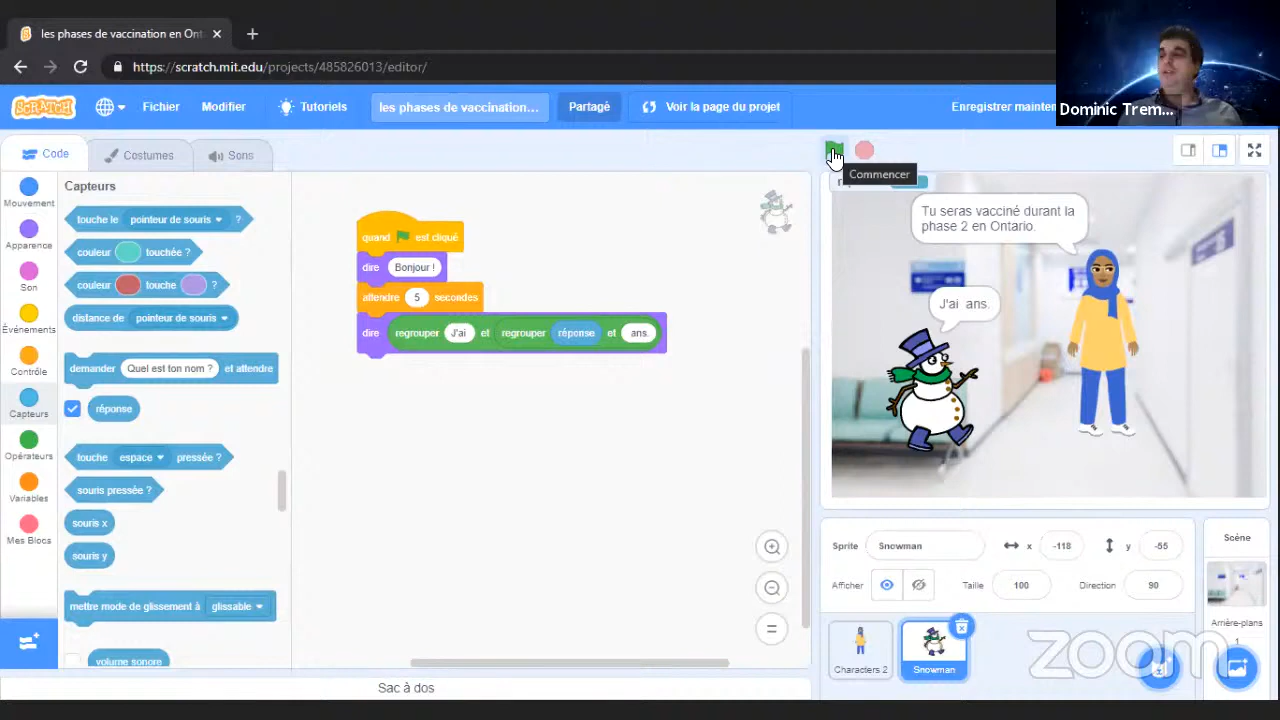 les phases de vaccination en Ont
https://scratch.mit.edu/projects/485826013/editor/
Dominic Trem...
SCRATCH
Fichier
Modifier
Tutoriels
les phases de vaccination...
Partagé
Voir la page du projet
Enregistrer mainten
Code
Costumes
Sons
Commencer
Mouvement
Apparence
Son
Événements
Contrôle
Capteurs
Opérateurs
Variables
Mes Blocs
Capteurs
touche le pointeur de souris ?
couleur touchée ?
couleur touche ?
distance de pointeur de souris
demander Quel est ton nom ? et attendre
réponse
touche espace pressée ?
souris pressée ?
souris x
souris y
mettre mode de glissement à glissable
volume sonore
quand est cliqué
dire Bonjour !
attendre 5 secondes
dire regrouper J'ai et regrouper réponse et ans.
Tu seras vacciné durant la
phase 2 en Ontario.
J'ai ans.
Sprite Snowman x -118 y -55
Afficher Taille 100 Direction 90
Characters 2
Snowman
Scène
Arrière-plans
1
Sac à dos
zoom